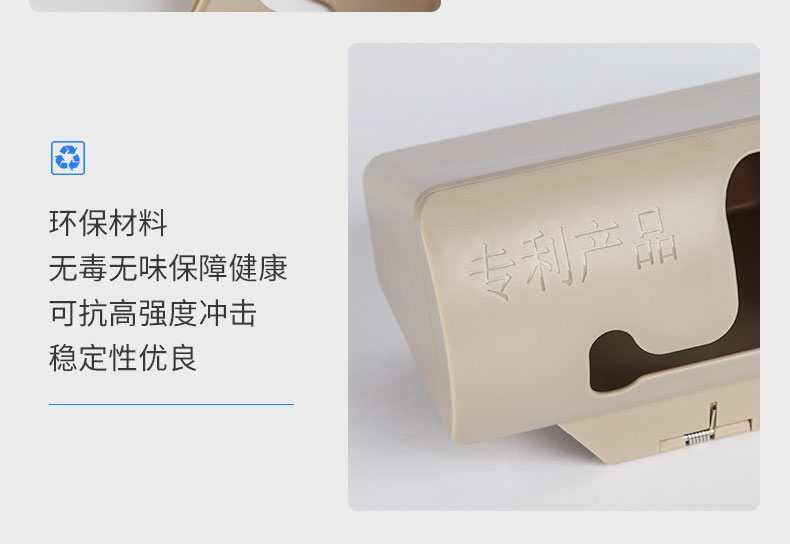 环保材料
无毒无味保障健康
可抗高强度冲击
稳定性优良
专利产品